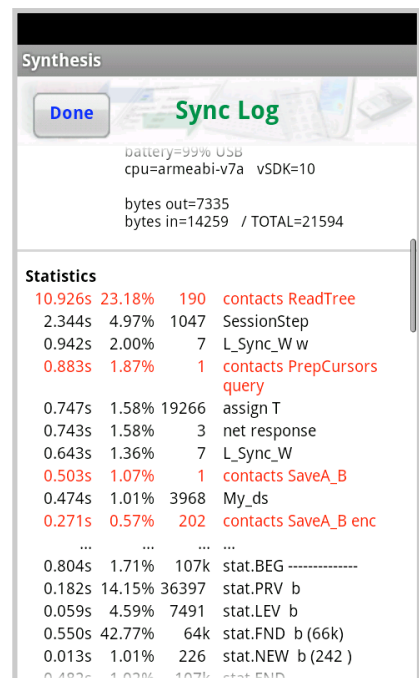 Synthesis
Done
Sync Log
battery=99% USB
cpu=armeabi-v7a vSDK=10
bytes out=7335
bytes in=14259 / TOTAL=21594
Statistics
10.926s 23.18% 190 contacts ReadTree
2.344s 4.97% 1047 SessionStep
0.942s 2.00% 7 L_Sync_W w
0.883s 1.87% 1 contacts PrepCursors
query
0.747s 1.58% 19266 assign T
0.743s 1.58% 3 net response
0.643s 1.36% 7 L_Sync_W
0.503s 1.07% 1 contacts SaveA_B
0.474s 1.01% 3968 My_ds
0.271s 0.57% 202 contacts SaveA_B enc
... ... ... ...
0.804s 1.71% 107k stat.BEG --------------
0.182s 14.15% 36397 stat.PRV b
0.059s 4.59% 7491 stat.LEV b
0.550s 42.77% 64k stat.FND b (66k)
0.013s 1.01% 226 stat.NEW b (242 )